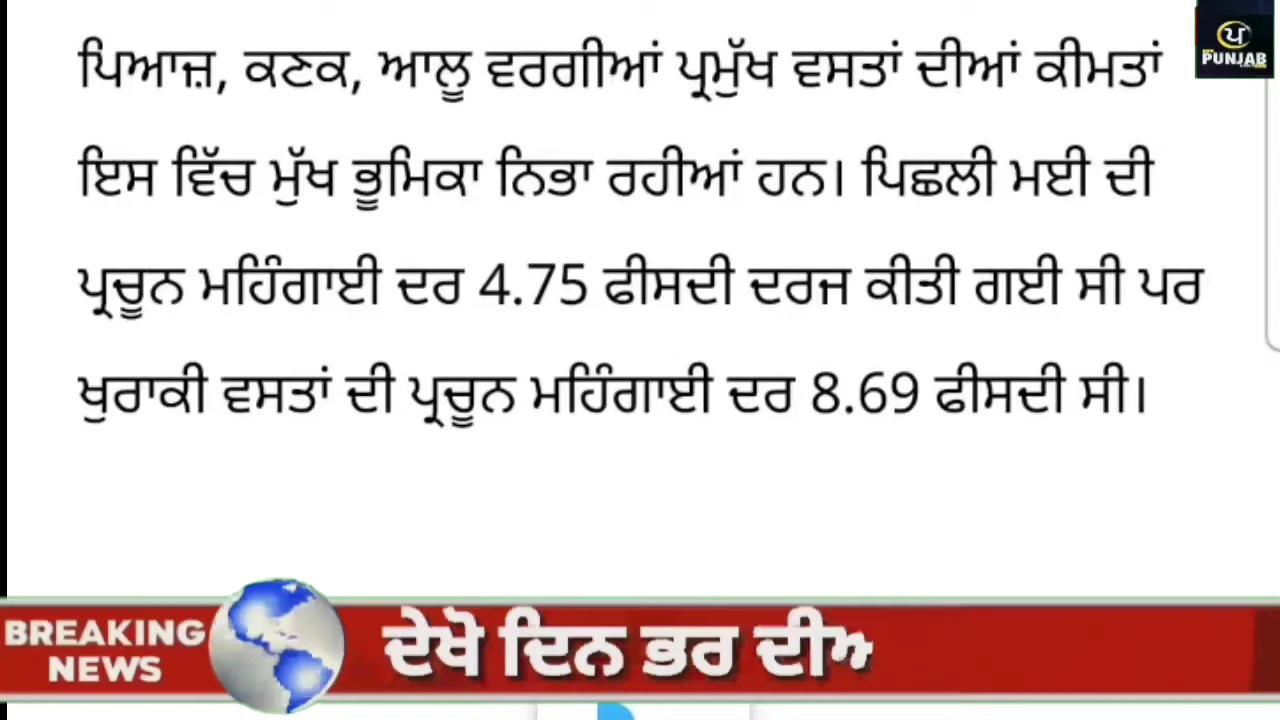 ਪ
PUNJAB
ਪਿਆਜ਼, ਕਣਕ, ਆਲੂ ਵਰਗੀਆਂ ਪ੍ਰਮੁੱਖ ਵਸਤਾਂ ਦੀਆਂ ਕੀਮਤਾਂ
ਇਸ ਵਿੱਚ ਮੁੱਖ ਭੂਮਿਕਾ ਨਿਭਾ ਰਹੀਆਂ ਹਨ। ਪਿਛਲੀ ਮਈ ਦੀ
ਪ੍ਰਚੂਨ ਮਹਿੰਗਾਈ ਦਰ 4.75 ਫੀਸਦੀ ਦਰਜ ਕੀਤੀ ਗਈ ਸੀ ਪਰ
ਖੁਰਾਕੀ ਵਸਤਾਂ ਦੀ ਪ੍ਰਚੂਨ ਮਹਿੰਗਾਈ ਦਰ 8.69 ਫੀਸਦੀ ਸੀ।
BREAKING
NEWS
ਦੇਖੋ ਦਿਨ ਭਰ